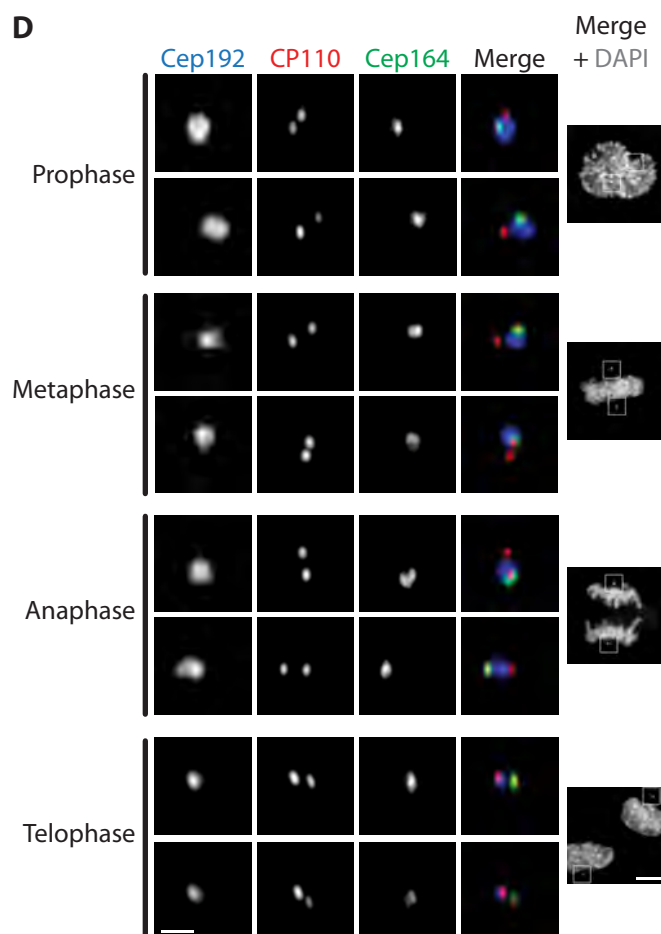 D
Cep192 CP110 Cep164 Merge
Merge
+ DAPI
Prophase
Metaphase
Anaphase
Telophase